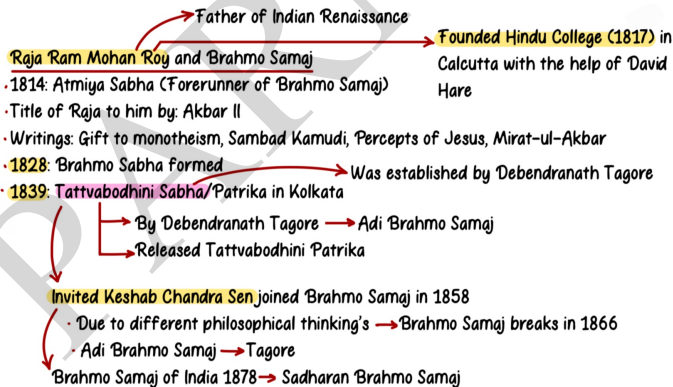 Father of Indian Renaissance
Founded Hindu College (1817) in
Calcutta with the help of David
Hare
Raja Ram Mohan Roy and Brahmo Samaj
·1814: Atmiya Sabha (Forerunner of Brahmo Samaj)
·Title of Raja to him by: Akbar II
·Writings: Gift to monotheism, Sambad Kamudi, Percepts of Jesus, Mirat-ul-Akbar
·1828: Brahmo Sabha formed
Was established by Debendranath Tagore
·1839: Tattvabodhini Sabha/Patrika in Kolkata
By Debendranath Tagore → Adi Brahmo Samaj
Released Tattvabodhini Patrika
Invited Keshab Chandra Sen joined Brahmo Samaj in 1858
· Due to different philosophical thinking's → Brahmo Samaj breaks in 1866
· Adi Brahmo Samaj → Tagore
Brahmo Samaj of India 1878 → Sadharan Brahmo Samaj